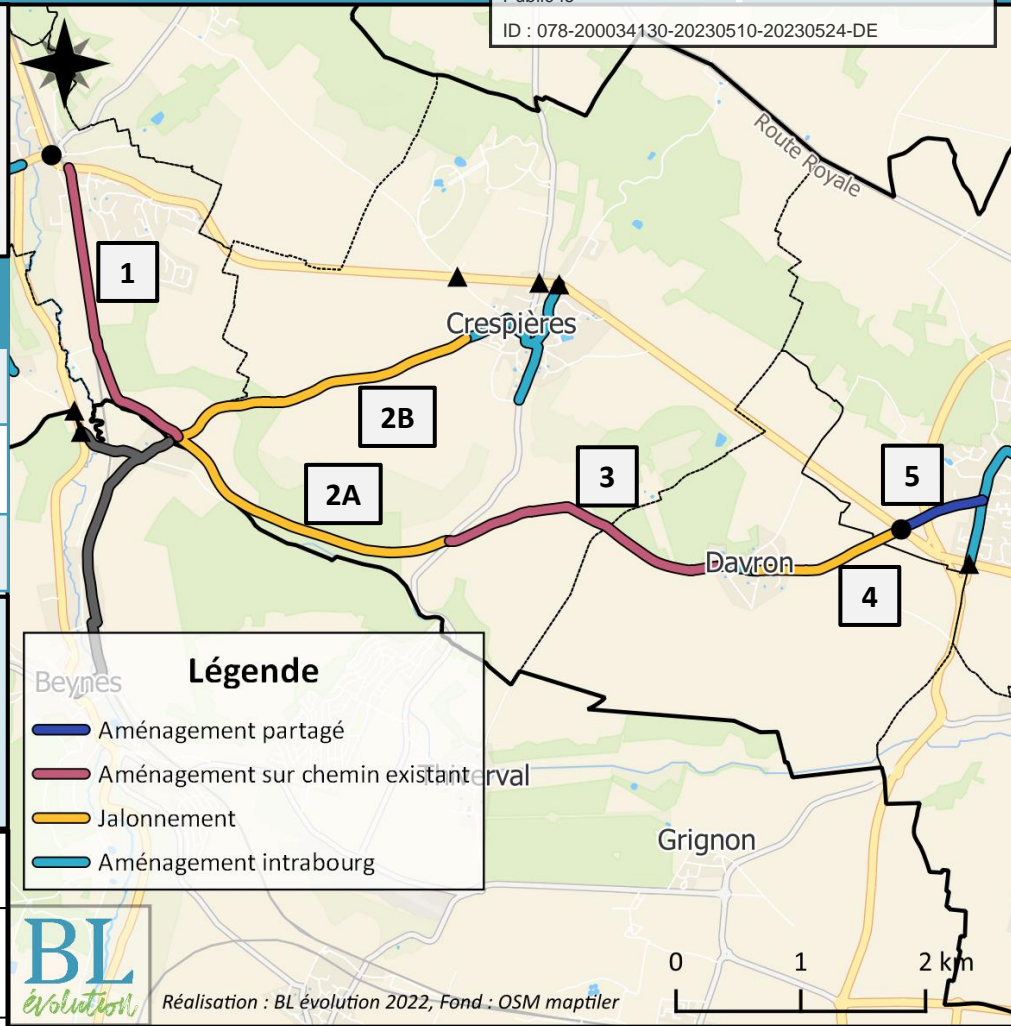 ID : 078-200034130-20230510-20230524-DE
Route Royale
1
Crespières
2B
2A
3
5
Davron
4
Légende
Beynes
Aménagement partagé
Aménagement sur chemin existant
Jalonnement
Aménagement intrabourg
Grignon
0 1 2 km
BL
évolution
Réalisation : BL évolution 2022, Fond : OSM maptiler